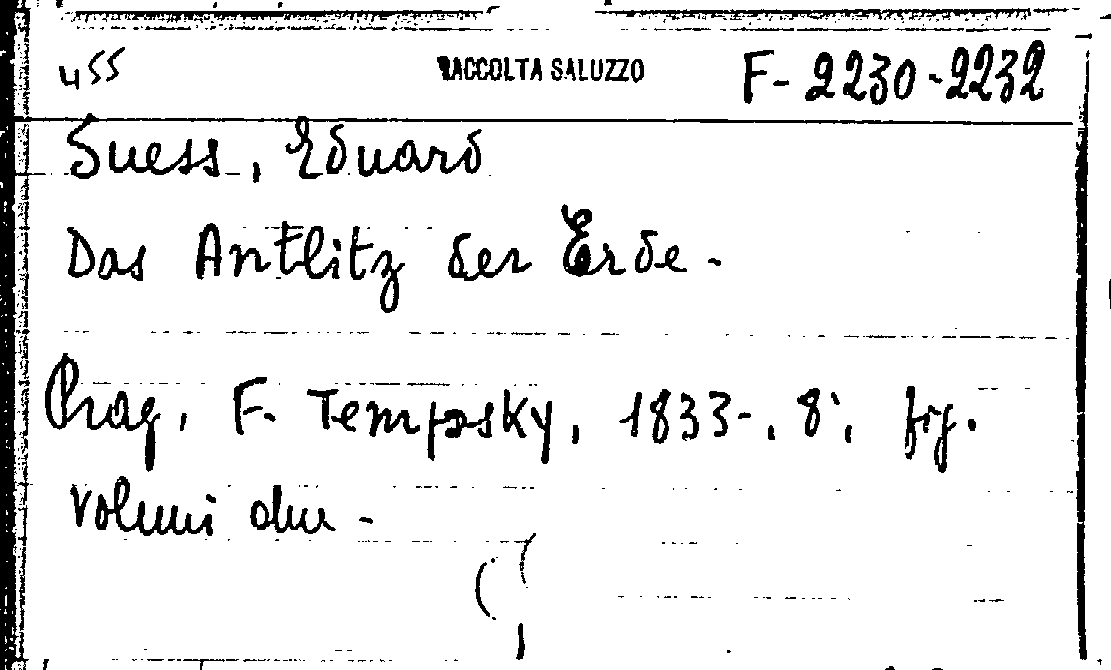 455 RACCOLTA SALUZZO F-2230-2232
Suess, Eduard
Das Antlitz der Erde.
Prag, F. Tempsky, 1833-, 8°, fig.
Volumi due -